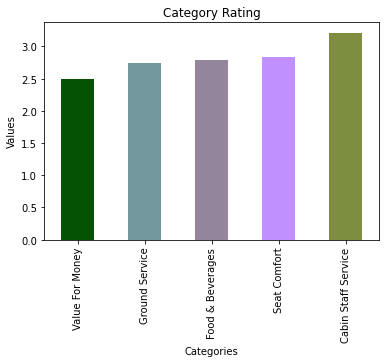 Category Rating
Values
3.0
2.5
2.0
1.5
1.0
0.5
0.0
Value For Money
Ground Service
Food & Beverages
Seat Comfort
Cabin Staff Service
Categories